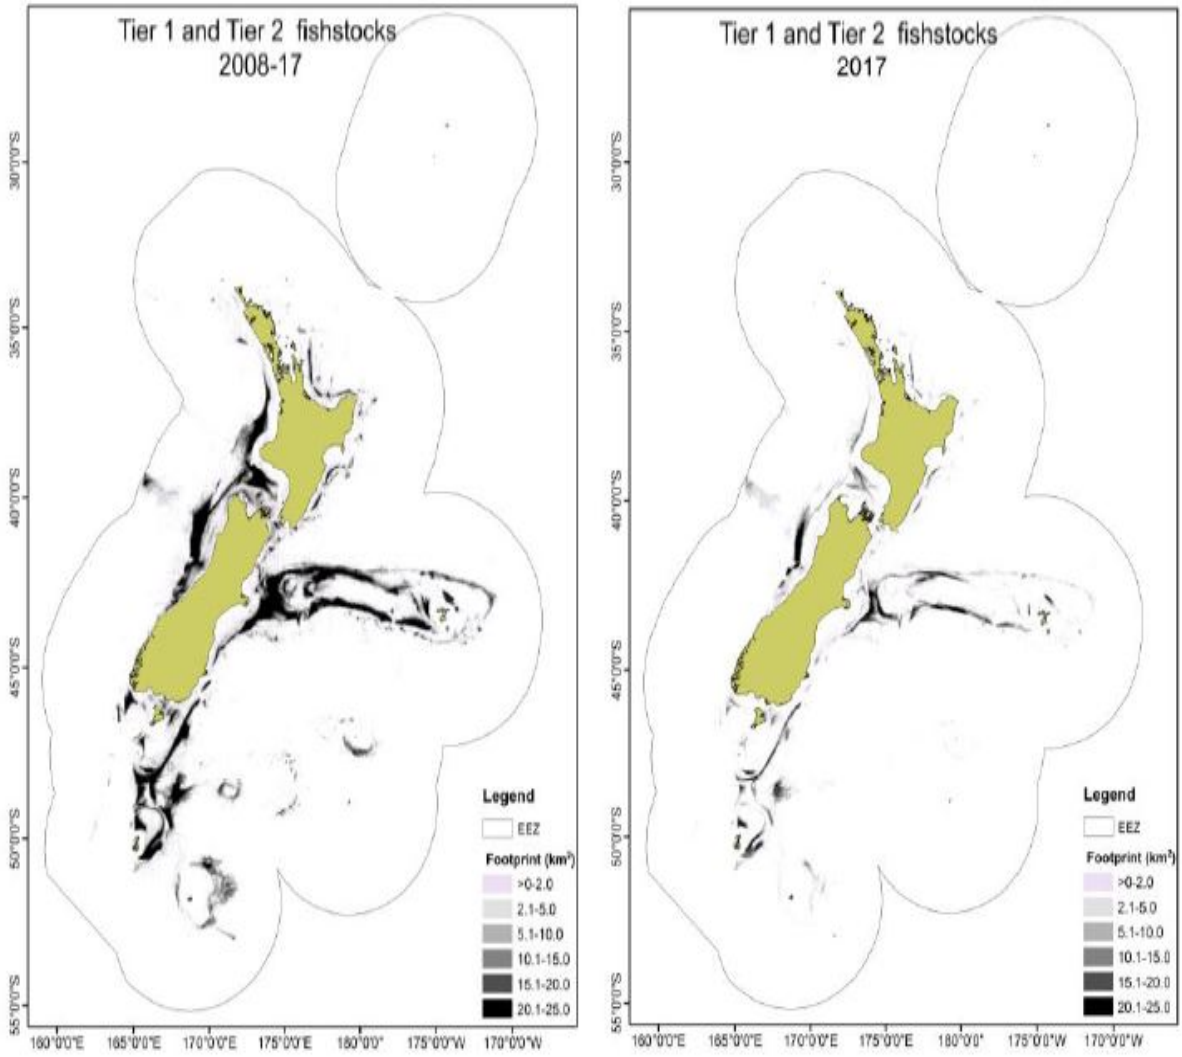 Tier 1 and Tier 2 fishstocks
2008-17
30°0'0"S
35°0'0"S
40°0'0"S
45°0'0"S
50°0'0"S
55°0'0"S
Legend
EEZ
Footprint (km²)
>0-2.0
2.1-5.0
5.1-10.0
10.1-15.0
15.1-20.0
20.1-25.0
160°0'0"E
165°0'0"E
170°0'0"E
175°0'0"E
180°0'0"
175°0'0"W
170°0'0"W
Tier 1 and Tier 2 fishstocks
2017
30°0'0"S
35°0'0"S
40°0'0"S
45°0'0"S
50°0'0"S
55°0'0"S
Legend
EEZ
Footprint (km²)
>0-2.0
2.1-5.0
5.1-10.0
10.1-15.0
15.1-20.0
20.1-25.0
160°0'0"E
165°0'0"E
170°0'0"E
175°0'0"E
180°0'0"
175°0'0"W
170°0'0"W